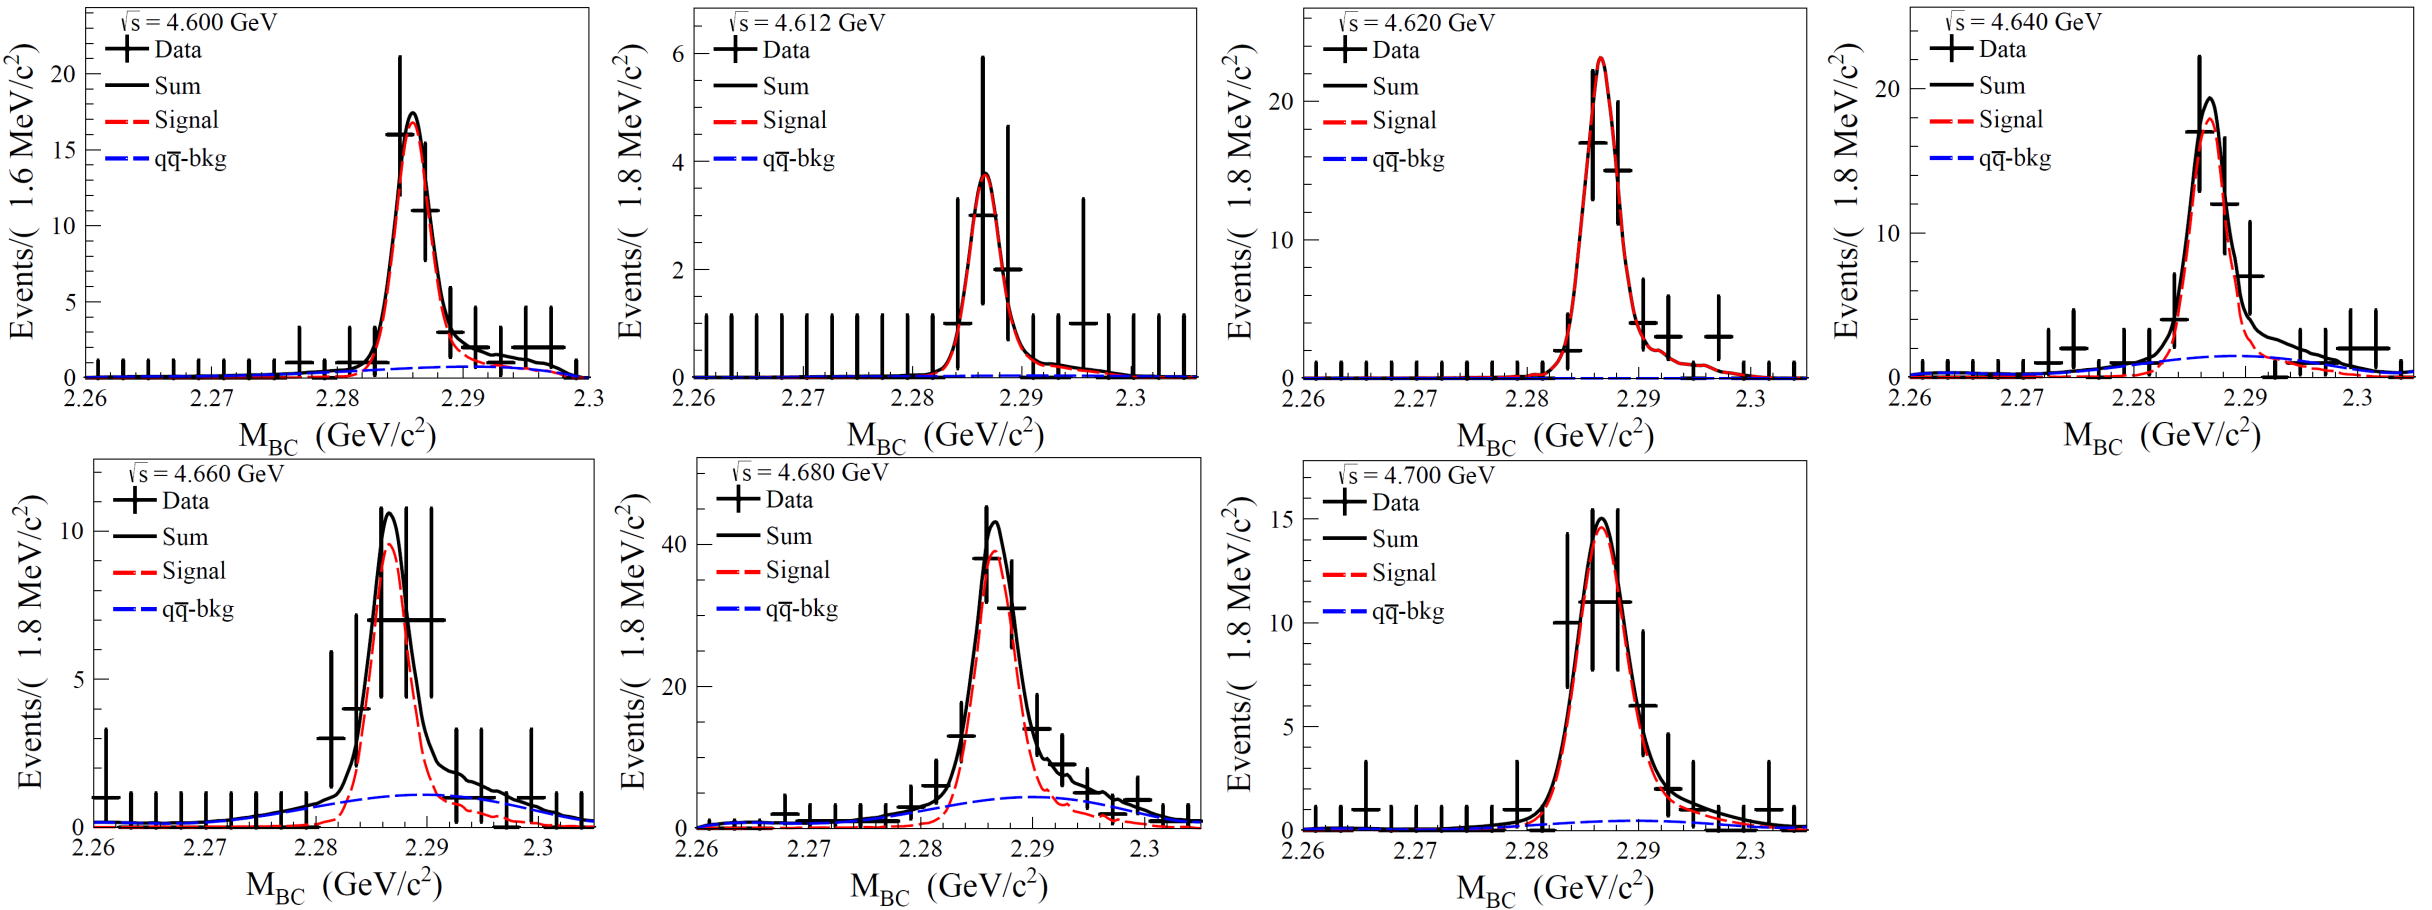 √s = 4.600 GeV
Data
Sum
Signal
qq̅-bkg
Events/( 1.6 MeV/c²)
20
15
10
5
0
2.26 2.27 2.28 2.29 2.3
M_BC (GeV/c²)
√s = 4.612 GeV
Data
Sum
Signal
qq̅-bkg
Events/( 1.8 MeV/c²)
6
4
2
0
2.26 2.27 2.28 2.29 2.3
M_BC (GeV/c²)
√s = 4.620 GeV
Data
Sum
Signal
qq̅-bkg
Events/( 1.8 MeV/c²)
20
10
0
2.26 2.27 2.28 2.29 2.3
M_BC (GeV/c²)
√s = 4.640 GeV
Data
Sum
Signal
qq̅-bkg
Events/( 1.8 MeV/c²)
20
10
0
2.26 2.27 2.28 2.29 2.3
M_BC (GeV/c²)
√s = 4.660 GeV
Data
Sum
Signal
qq̅-bkg
Events/( 1.8 MeV/c²)
10
5
0
2.26 2.27 2.28 2.29 2.3
M_BC (GeV/c²)
√s = 4.680 GeV
Data
Sum
Signal
qq̅-bkg
Events/( 1.8 MeV/c²)
40
20
0
2.26 2.27 2.28 2.29 2.3
M_BC (GeV/c²)
√s = 4.700 GeV
Data
Sum
Signal
qq̅-bkg
Events/( 1.8 MeV/c²)
15
10
5
0
2.26 2.27 2.28 2.29 2.3
M_BC (GeV/c²)